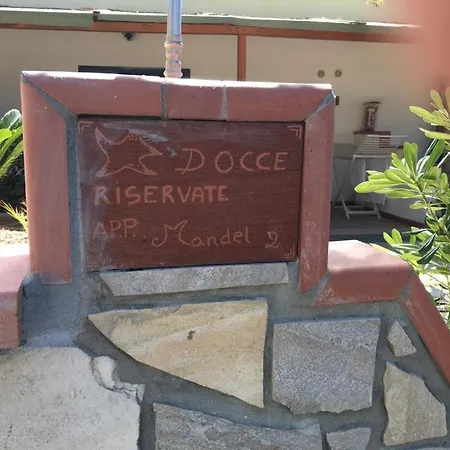 DOCCE
RISERVATE
APP. Mandel 2